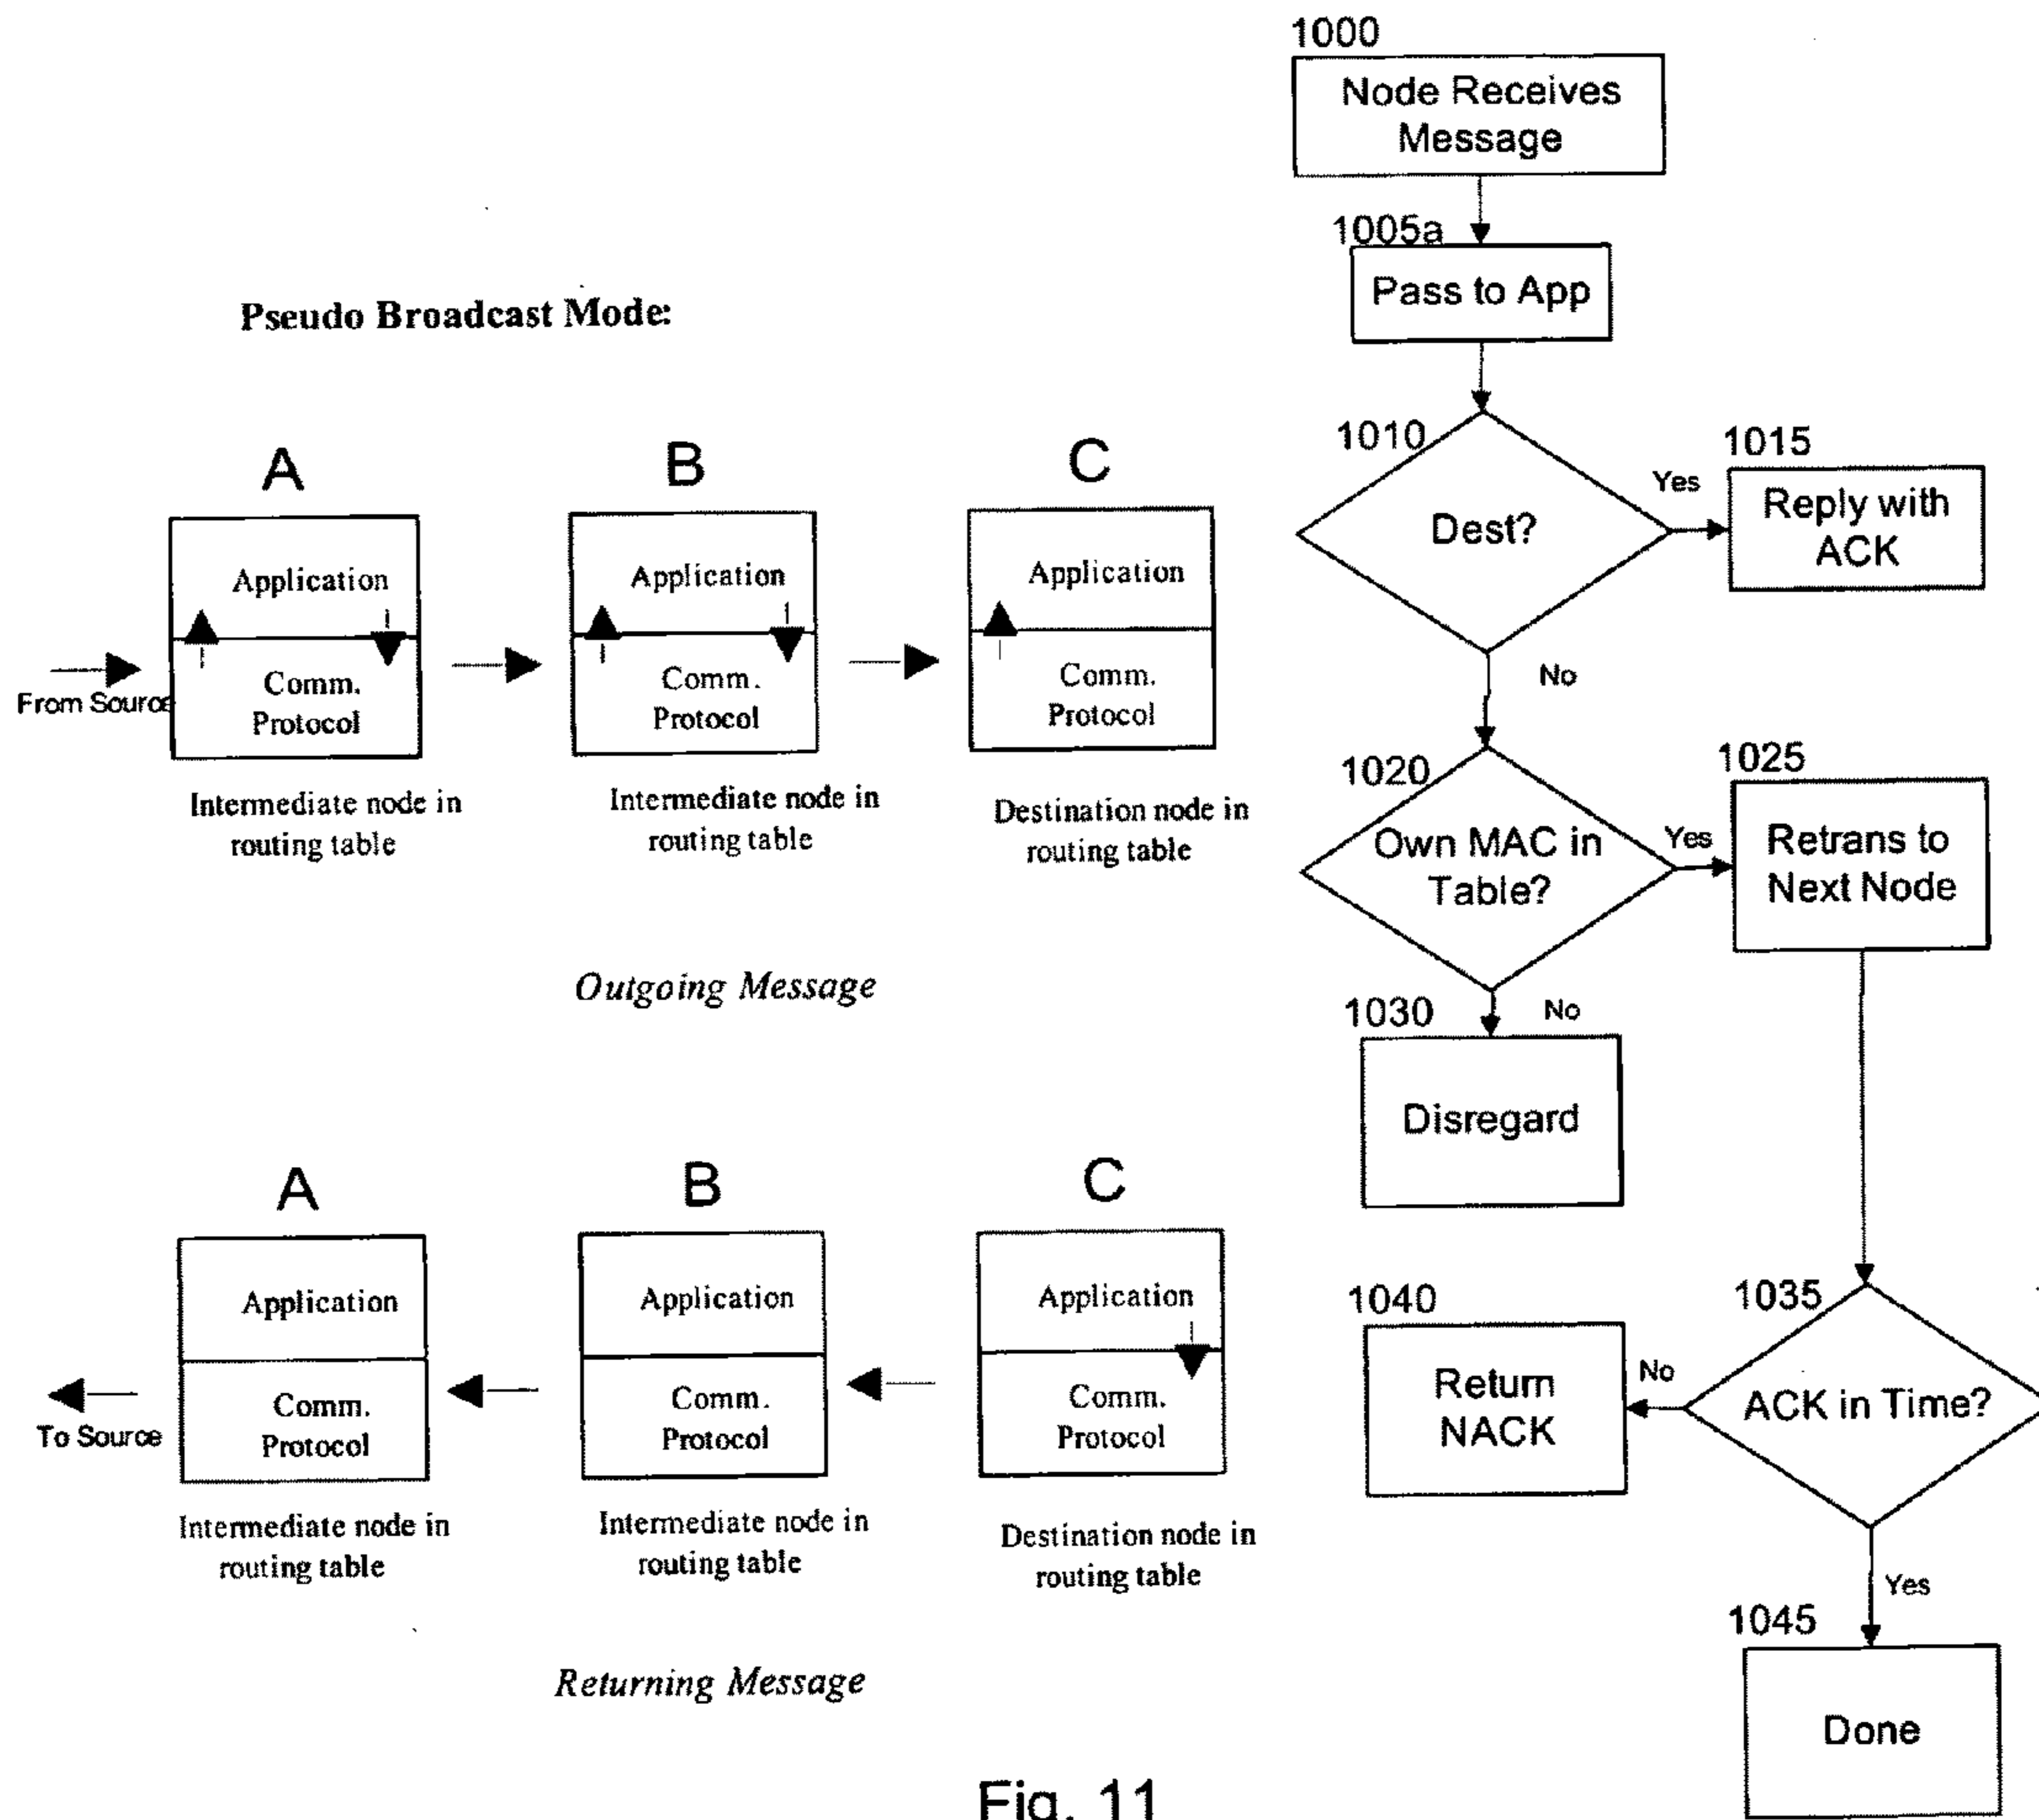 Pseudo Broadcast Mode:
A
B
C
Application
Comm.
Protocol
Application
Comm.
Protocol
Application
Comm.
Protocol
From Source
Intermediate node in
routing table
Intermediate node in
routing table
Destination node in
routing table
Outgoing Message
A
B
C
Application
Comm.
Protocol
Application
Comm.
Protocol
Application
Comm.
Protocol
To Source
Intermediate node in
routing table
Intermediate node in
routing table
Destination node in
routing table
Returning Message
1000
Node Receives
Message
1005a
Pass to App
1010
Dest?
Yes
1015
Reply with
ACK
No
1020
Own MAC in
Table?
Yes
1025
Retrans to
Next Node
No
1030
Disregard
1035
ACK in Time?
No
1040
Return
NACK
Yes
1045
Done
Fig. 11